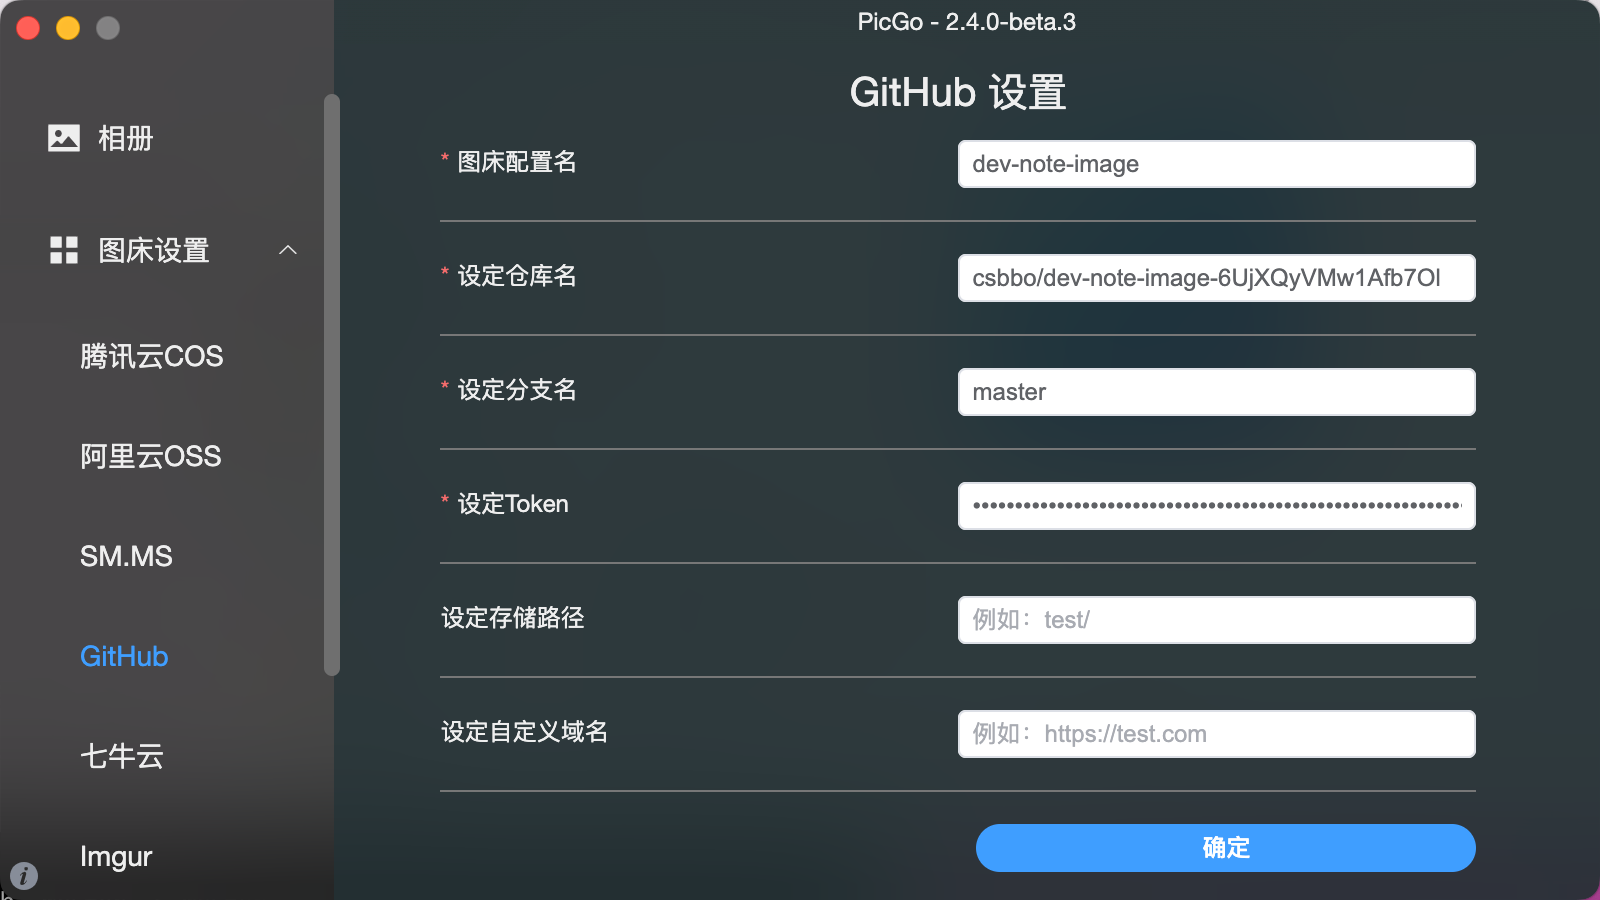 PicGo - 2.4.0-beta.3
相册
图床设置
腾讯云COS
阿里云OSS
SM.MS
GitHub
七牛云
Imgur
GitHub 设置
* 图床配置名
dev-note-image
* 设定仓库名
csbbo/dev-note-image-6UjXQyVMw1Afb7Ol
* 设定分支名
master
* 设定Token
设定存储路径
例如：test/
设定自定义域名
例如：https://test.com
确定